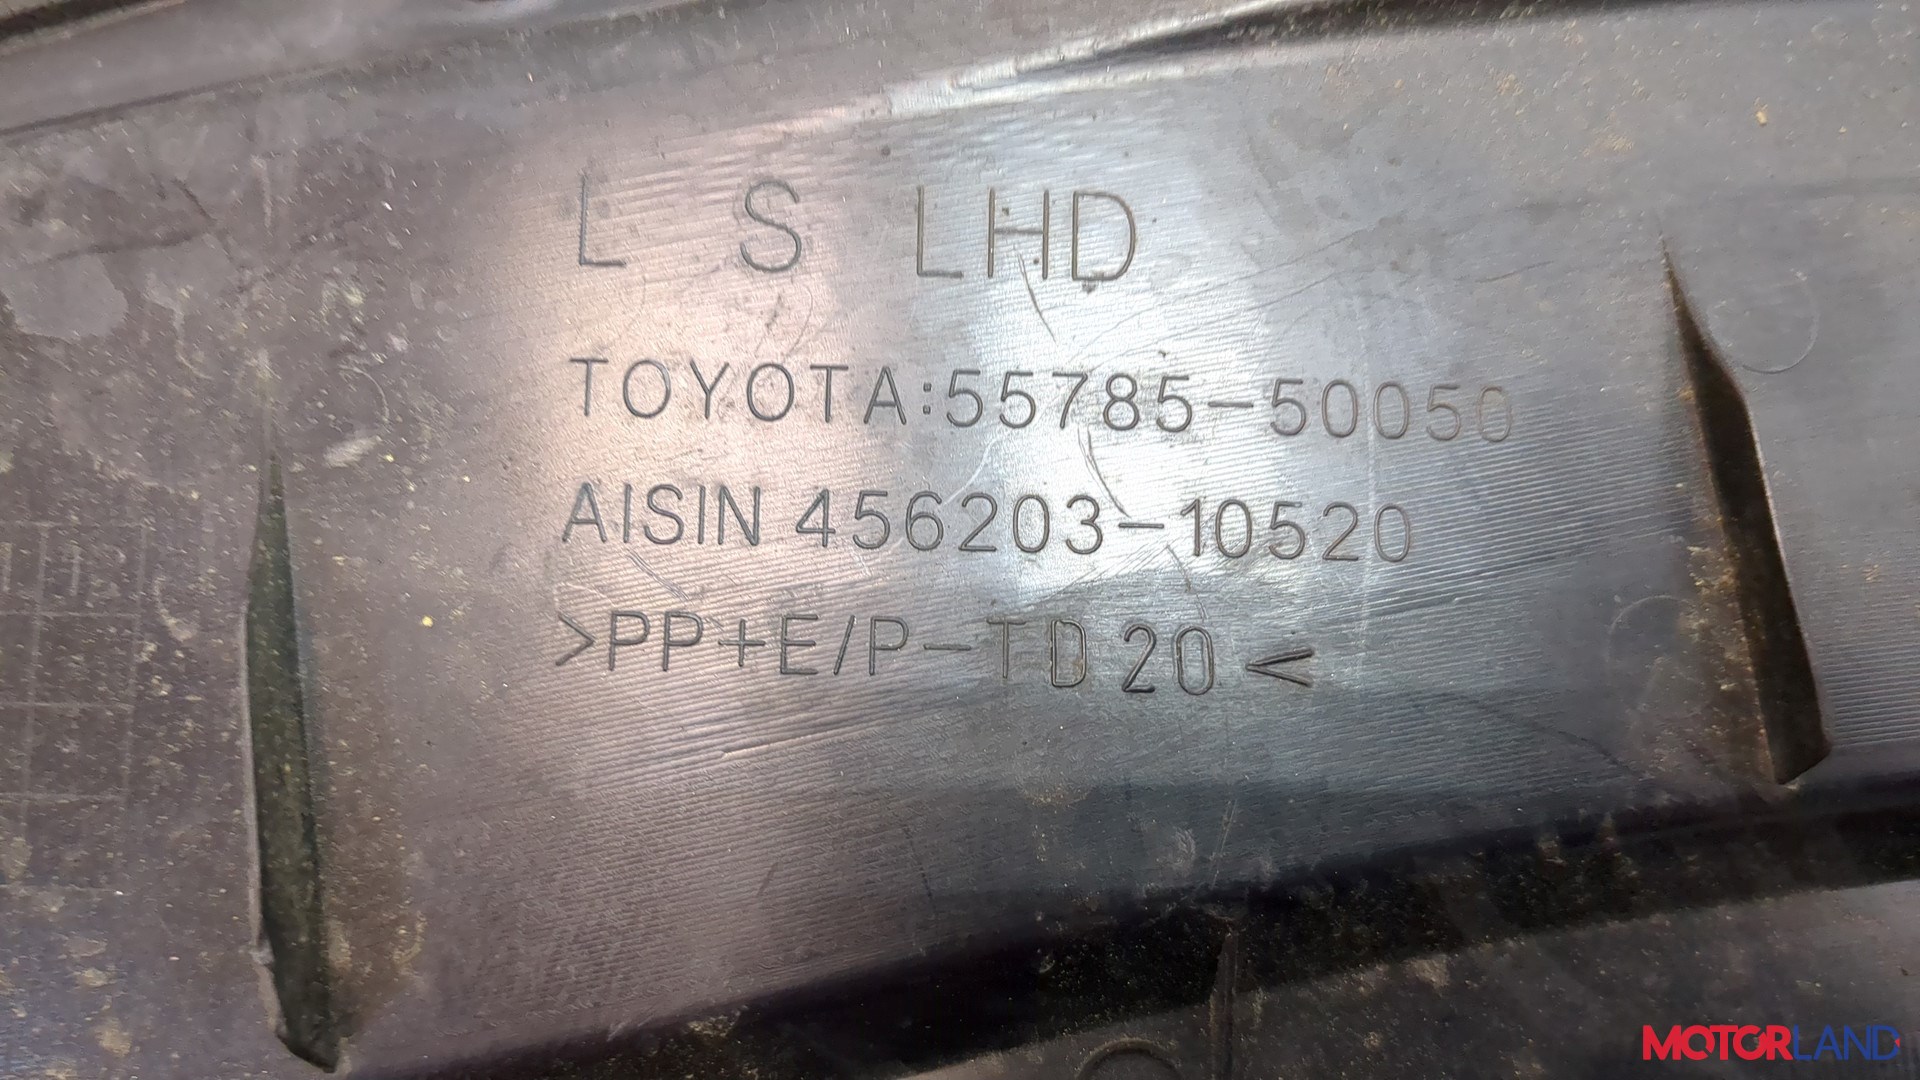 L S LHD
TOYOTA:55785-50050
AISIN 456203-10520
>PP+E/P-TD20<
MOTORLAND